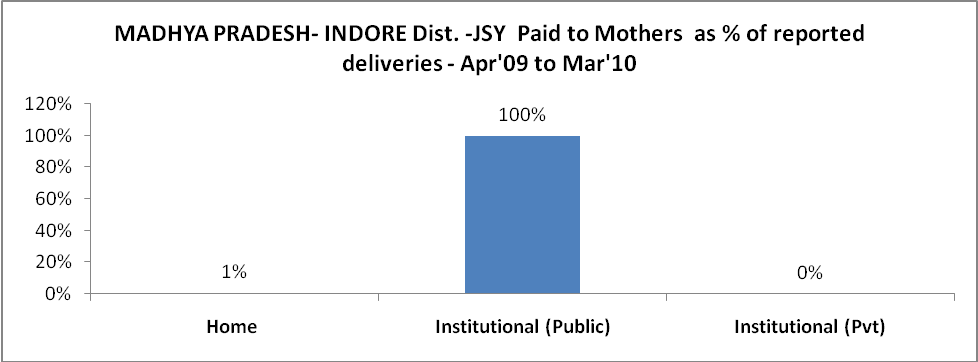 MADHYA PRADESH- INDORE Dist. -JSY Paid to Mothers as % of reported
deliveries - Apr'09 to Mar'10
120%
100%
80%
60%
40%
20%
0%
1%
100%
0%
Home
Institutional (Public)
Institutional (Pvt)